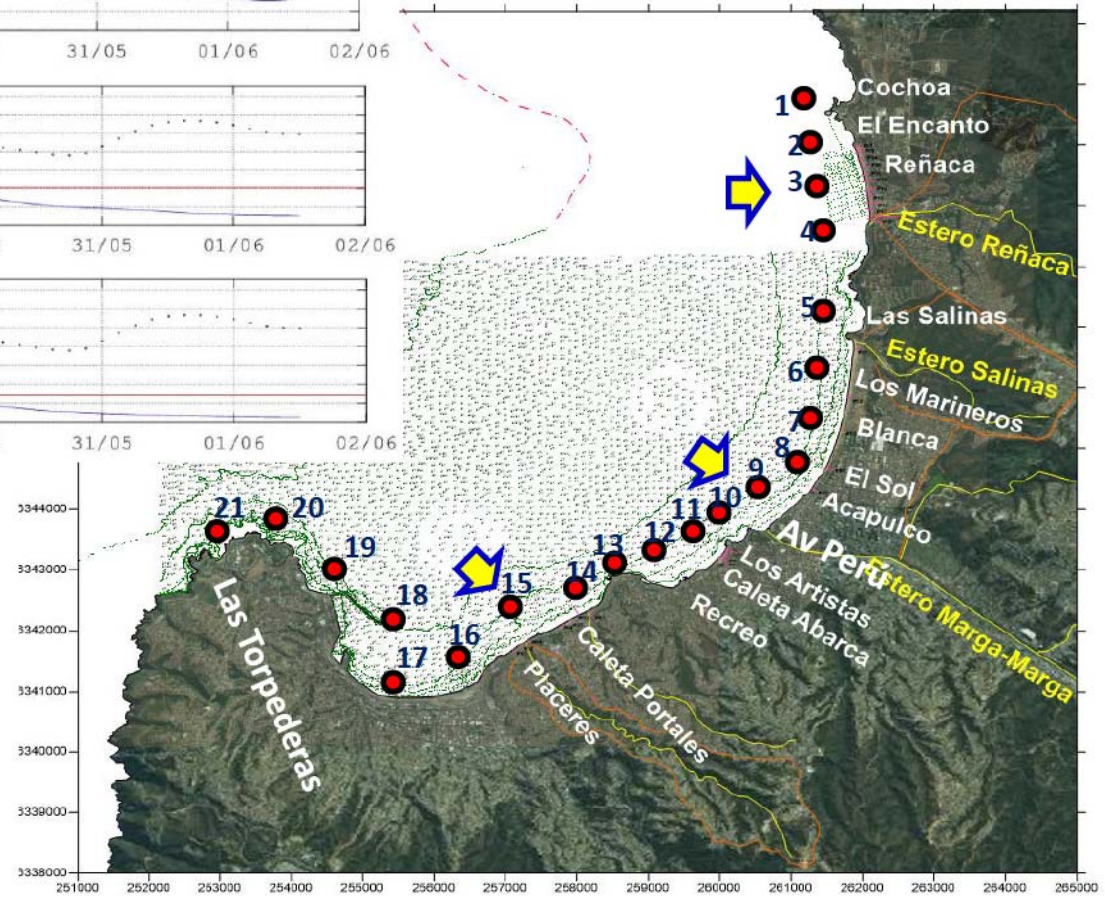 31/05 01/06 02/06
31/05 01/06 02/06
31/05 01/06 02/06
1
Cochoa
2
El Encanto
3
Reñaca
4
Estero Reñaca
5
Las Salinas
6
Estero Salinas
Los Marineros
7
Blanca
8
9
El Sol
10
Acapulco
11
12
Av Perú
13
Estero Marga-Marga
14
Los Artistas
15
Caleta Abarca
16
Recreo
17
Caleta Portales
18
Placeres
19
20
21
Las Torpederas
3344000
3343000
3342000
3341000
3340000
3339000
3338000
251000 252000 253000 254000 255000 256000 257000 258000 259000 260000 261000 262000 263000 264000 265000